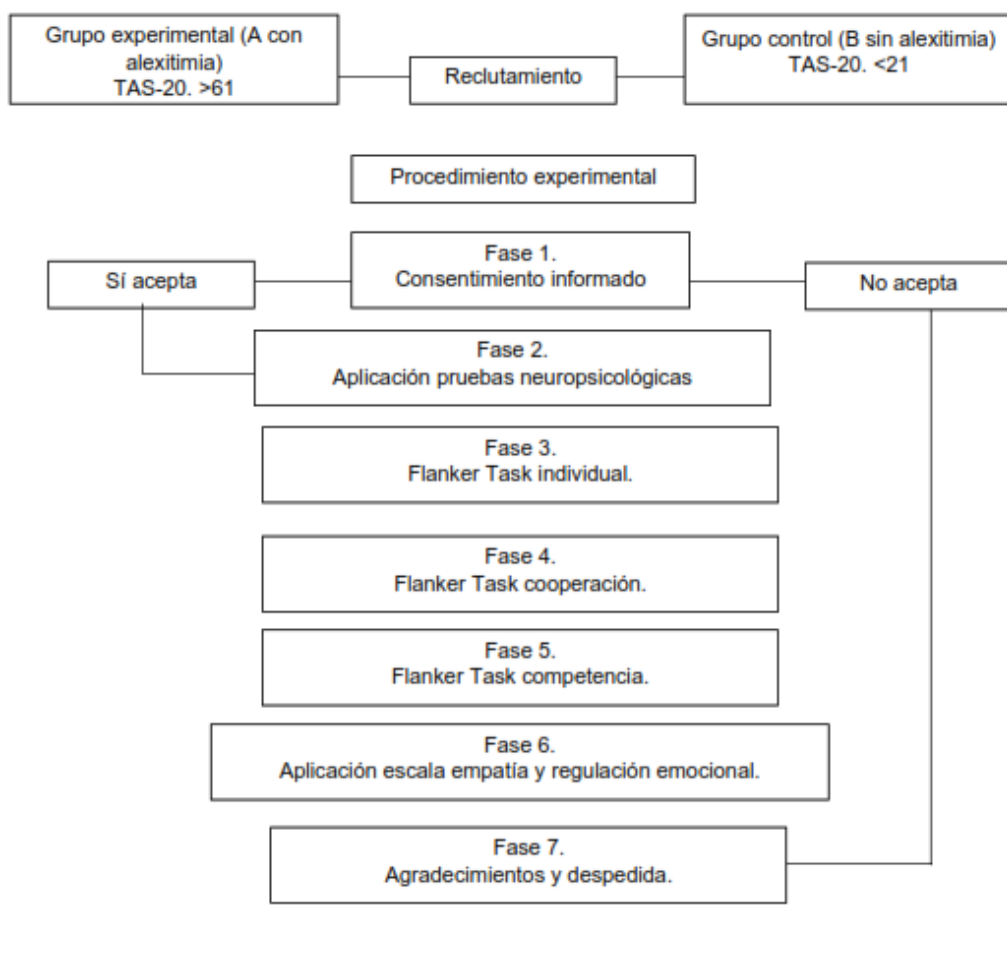 Grupo experimental (A con
alexitimia)
TAS-20. >61
Reclutamiento
Grupo control (B sin alexitimia)
TAS-20. <21
Procedimiento experimental
Fase 1.
Consentimiento informado
Sí acepta
No acepta
Fase 2.
Aplicación pruebas neuropsicológicas
Fase 3.
Flanker Task individual.
Fase 4.
Flanker Task cooperación.
Fase 5.
Flanker Task competencia.
Fase 6.
Aplicación escala empatía y regulación emocional.
Fase 7.
Agradecimientos y despedida.